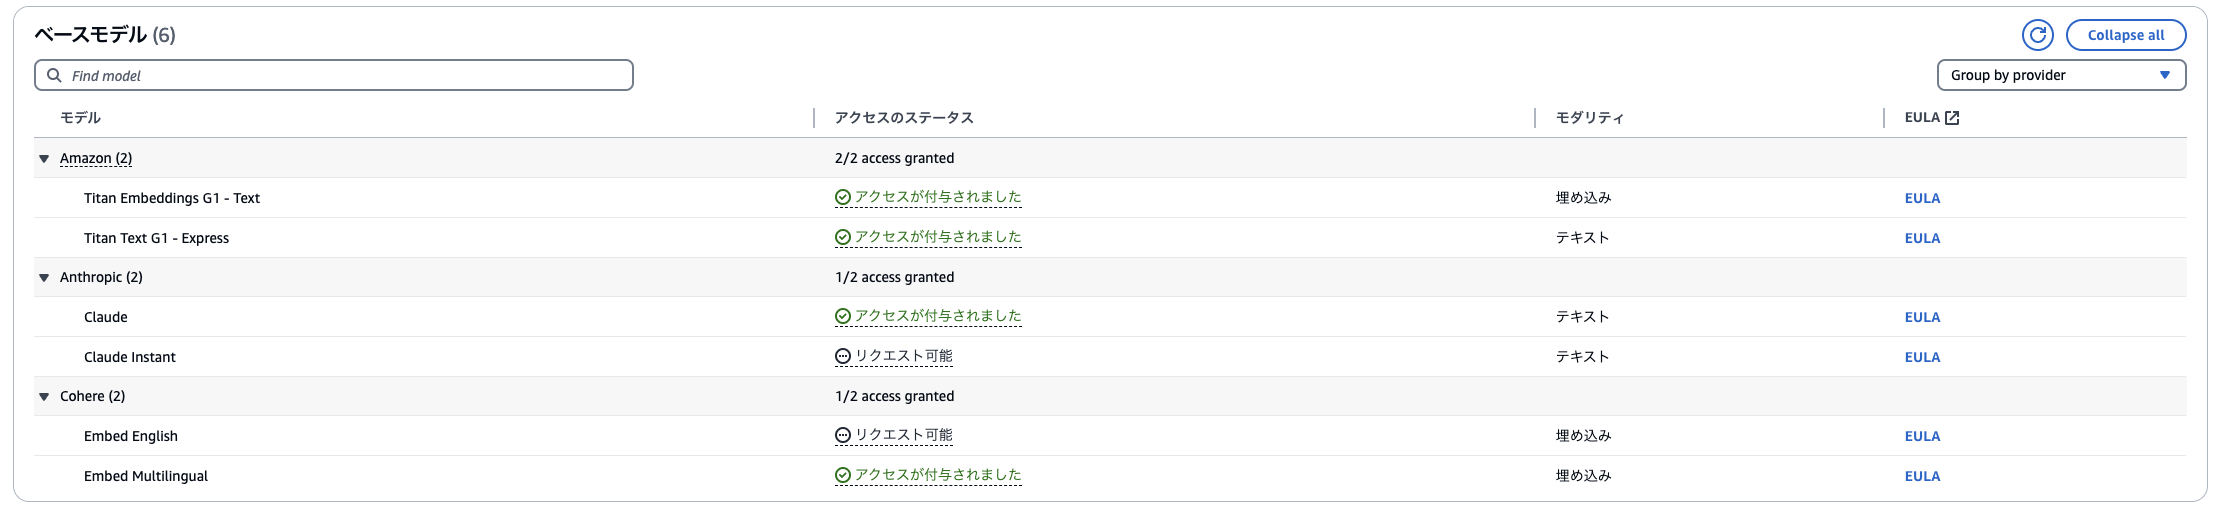 ベースモデル (6)
Collapse all
Find model
Group by provider
モデル アクセスのステータス モダリティ EULA
Amazon (2) 2/2 access granted
Titan Embeddings G1 - Text アクセスが付与されました 埋め込み EULA
Titan Text G1 - Express アクセスが付与されました テキスト EULA
Anthropic (2) 1/2 access granted
Claude アクセスが付与されました テキスト EULA
Claude Instant リクエスト可能 テキスト EULA
Cohere (2) 1/2 access granted
Embed English リクエスト可能 埋め込み EULA
Embed Multilingual アクセスが付与されました 埋め込み EULA